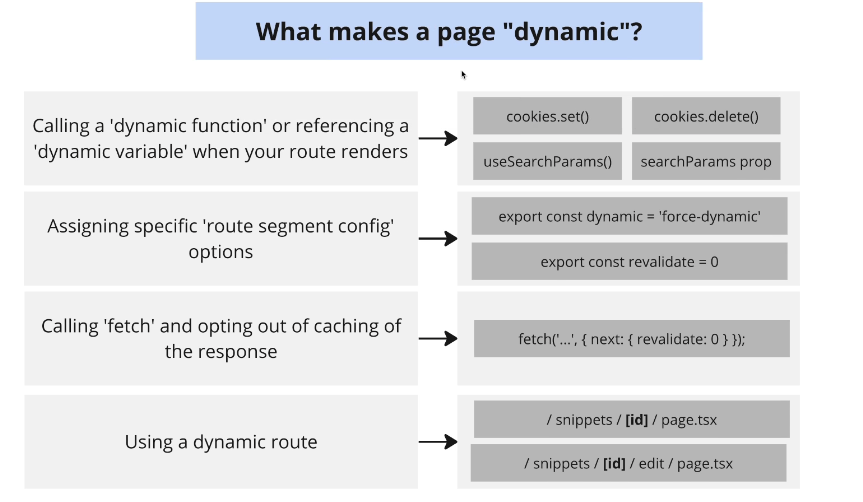 What makes a page "dynamic"?
Calling a 'dynamic function' or referencing a
'dynamic variable' when your route renders
cookies.set()
cookies.delete()
useSearchParams()
searchParams prop
Assigning specific 'route segment config'
options
export const dynamic = 'force-dynamic'
export const revalidate = 0
Calling 'fetch' and opting out of caching of
the response
fetch('...', { next: { revalidate: 0 } });
Using a dynamic route
/ snippets / [id] / page.tsx
/ snippets / [id] / edit / page.tsx